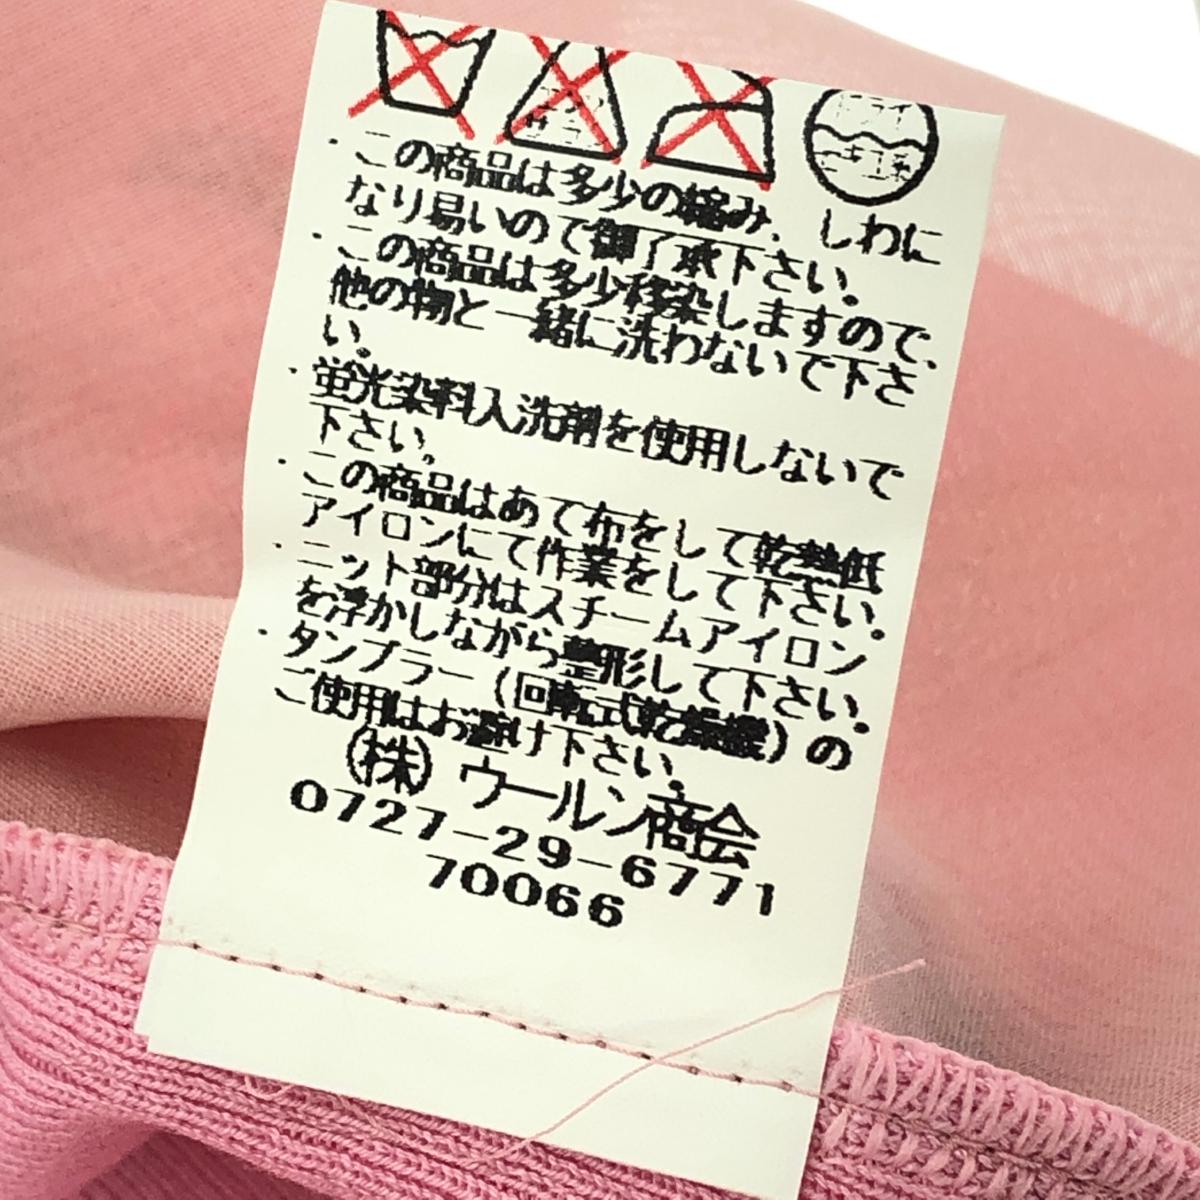 ドライ
・この商品は多少の縮み、しわに
なり易いので御了承下さい。
・この商品は多少移染しますので、
他の物と一緒に洗わないで下さ
い。
・蛍光染料入洗剤を使用しないで
下さい。
・この商品はあて布をして乾熱低
アイロンにて作業をして下さい。
・ニット部分はスチームアイロン
を浮かしながら整形して下さい。
・タンブラー(回転式乾燥機)の
ご使用はお避け下さい。
(株)ウールン商会
0727-29-6771
70066